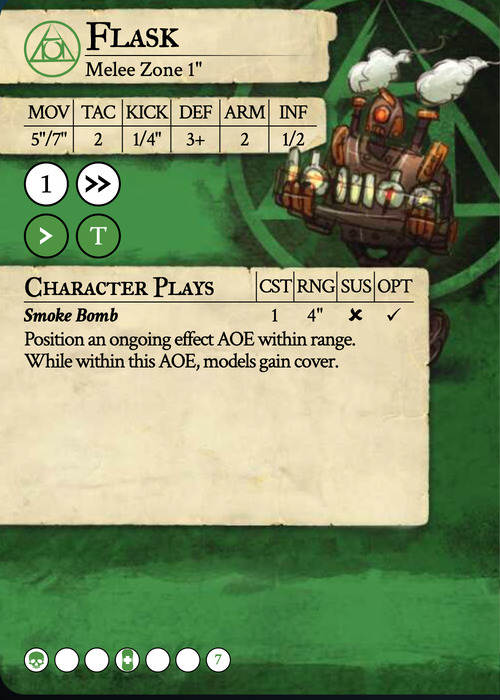 Flask
Melee Zone 1"
MOV TAC KICK DEF ARM INF
5"/7" 2 1/4" 3+ 2 1/2
1 >>
> T
Character Plays CST RNG SUS OPT
Smoke Bomb 1 4" ✘ ✓
Position an ongoing effect AOE within range.
While within this AOE, models gain cover.
7